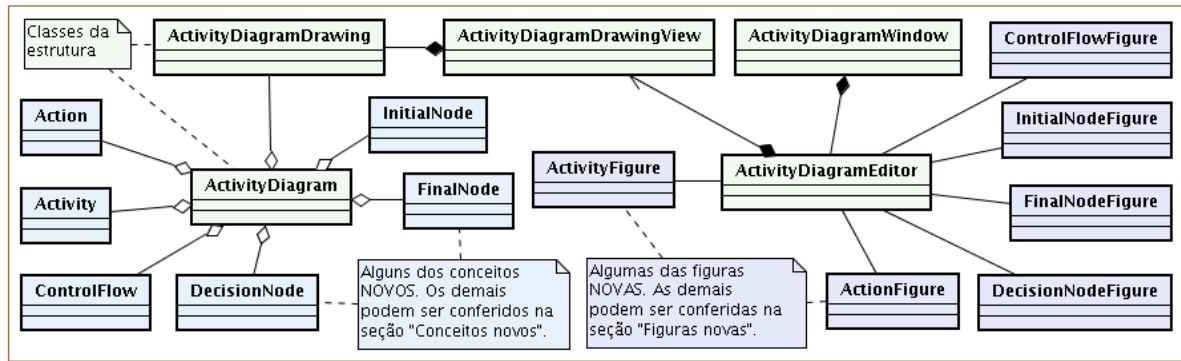 Classes da
estrutura
ActivityDiagramDrawing
ActivityDiagramDrawingView
ActivityDiagramWindow
ControlFlowFigure
Action
InitialNode
InitialNodeFigure
ActivityDiagram
ActivityFigure
ActivityDiagramEditor
Activity
FinalNode
FinalNodeFigure
ControlFlow
DecisionNode
Alguns dos conceitos
NOVOS. Os demais
podem ser conferidos na
seção "Conceitos novos".
Algumas das figuras
NOVAS. As demais
podem ser conferidas na
seção "Figuras novas".
ActionFigure
DecisionNodeFigure